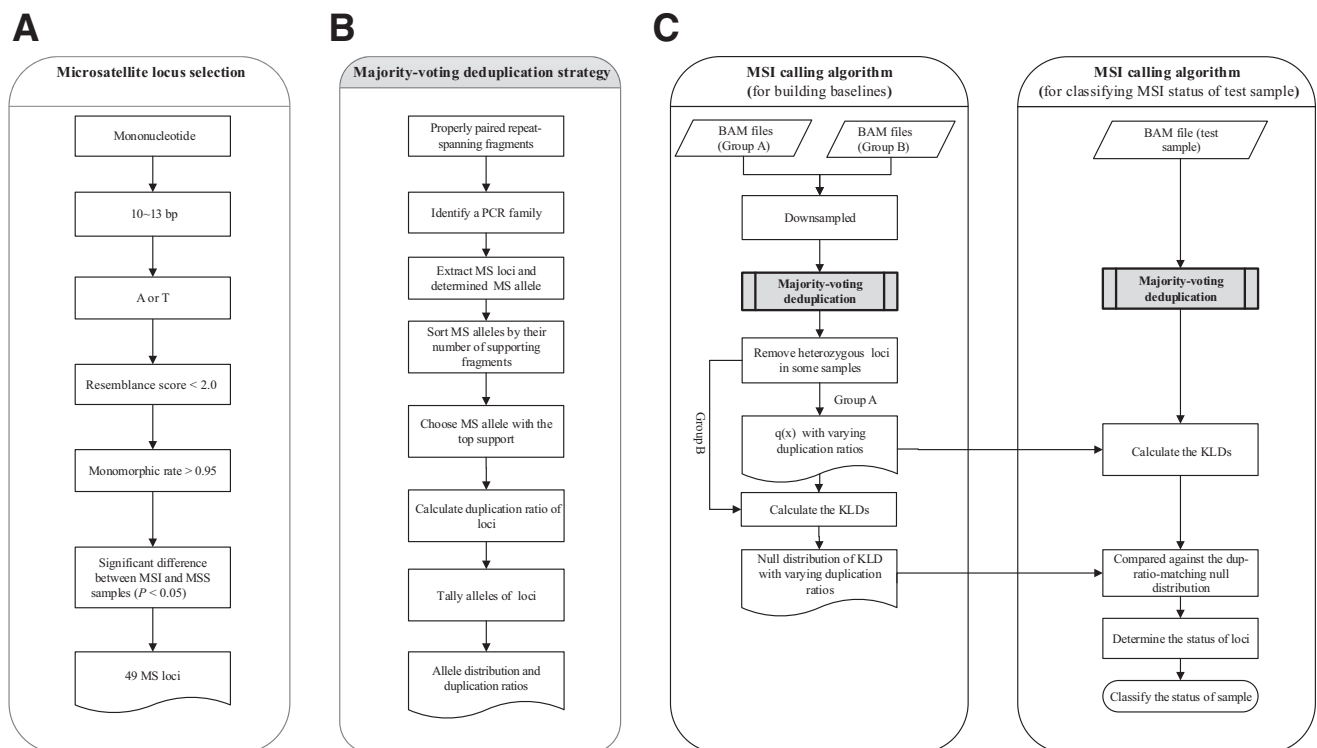 A
Microsatellite locus selection
Mononucleotide
10~13 bp
A or T
Resemblance score < 2.0
Monomorphic rate > 0.95
Significant difference
between MSI and MSS
samples (P < 0.05)
49 MS loci
B
Majority-voting deduplication strategy
Properly paired repeat-
spanning fragments
Identify a PCR family
Extract MS loci and
determined MS allele
Sort MS alleles by their
number of supporting
fragments
Choose MS allele with the
top support
Calculate duplication ratio of
loci
Tally alleles of loci
Allele distribution and
duplication ratios
C
MSI calling algorithm
(for building baselines)
BAM files
(Group A)
BAM files
(Group B)
Downsampled
Majority-voting
deduplication
Remove heterozygous loci
in some samples
Group A
Group B
q(x) with varying
duplication ratios
Calculate the KLDs
Null distribution of KLD
with varying duplication
ratios
MSI calling algorithm
(for classifying MSI status of test sample)
BAM file (test
sample)
Majority-voting
deduplication
Calculate the KLDs
Compared against the dup-
ratio-matching null
distribution
Determine the status of loci
Classify the status of sample